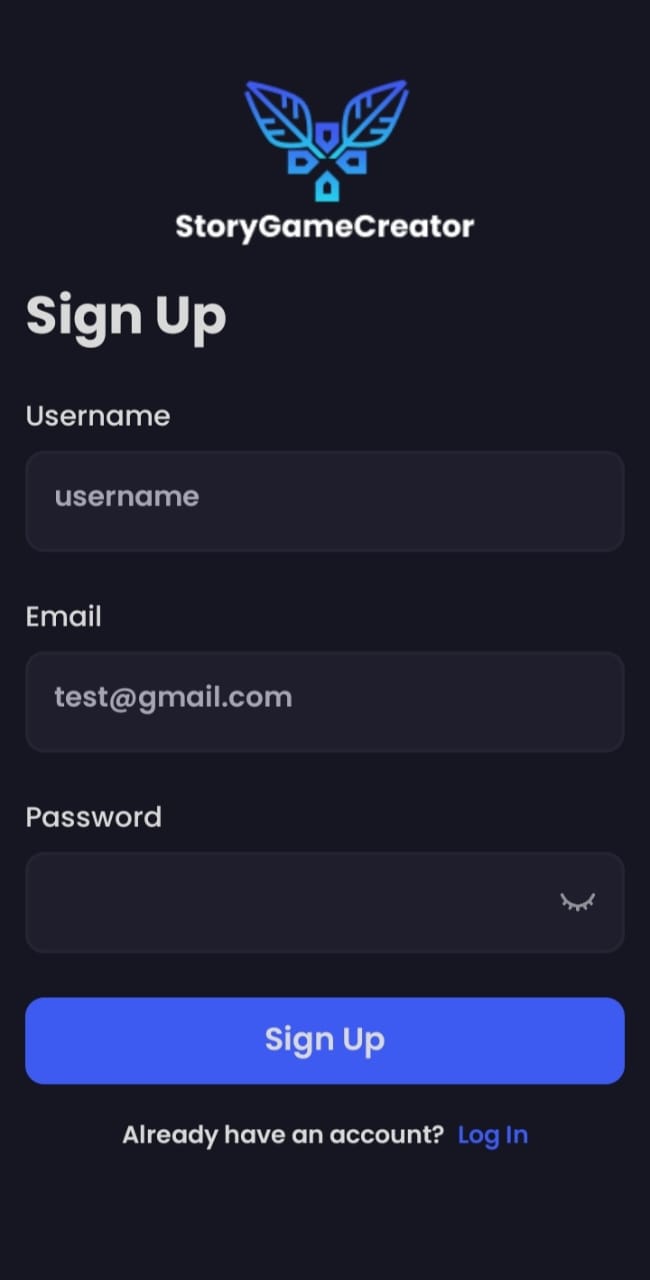 StoryGameCreator
Sign Up
Username
username
Email
test@gmail.com
Password
Sign Up
Already have an account? Log In